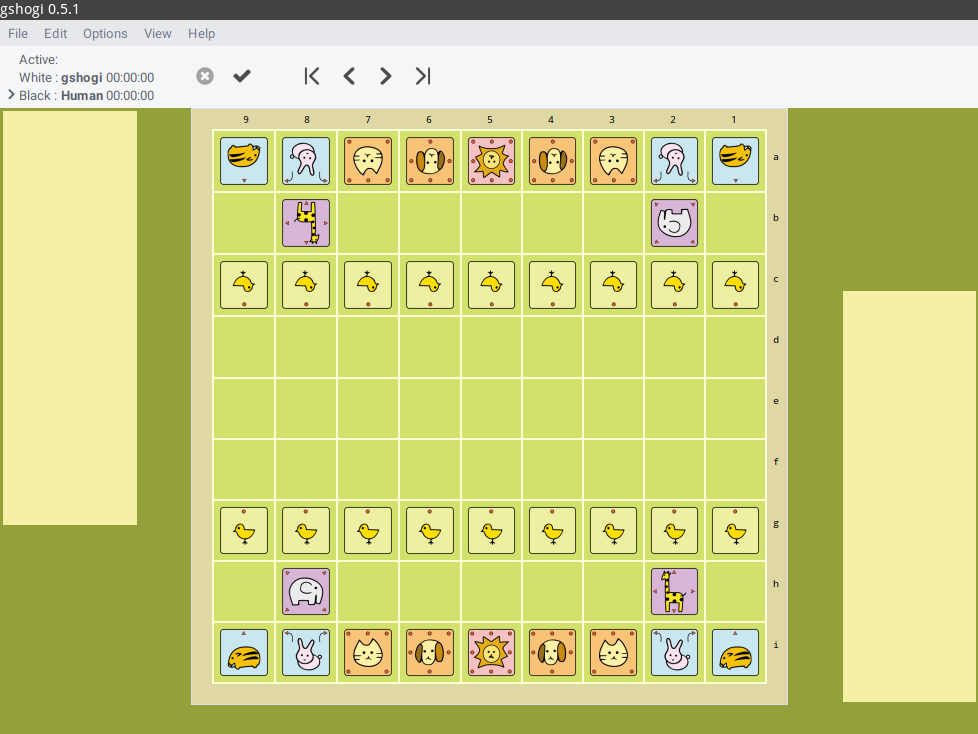 gshogi 0.5.1
File Edit Options View Help
Active:
White : gshogi 00:00:00
Black : Human 00:00:00
9 8 7 6 5 4 3 2 1
a
b
c
d
e
f
g
h
i